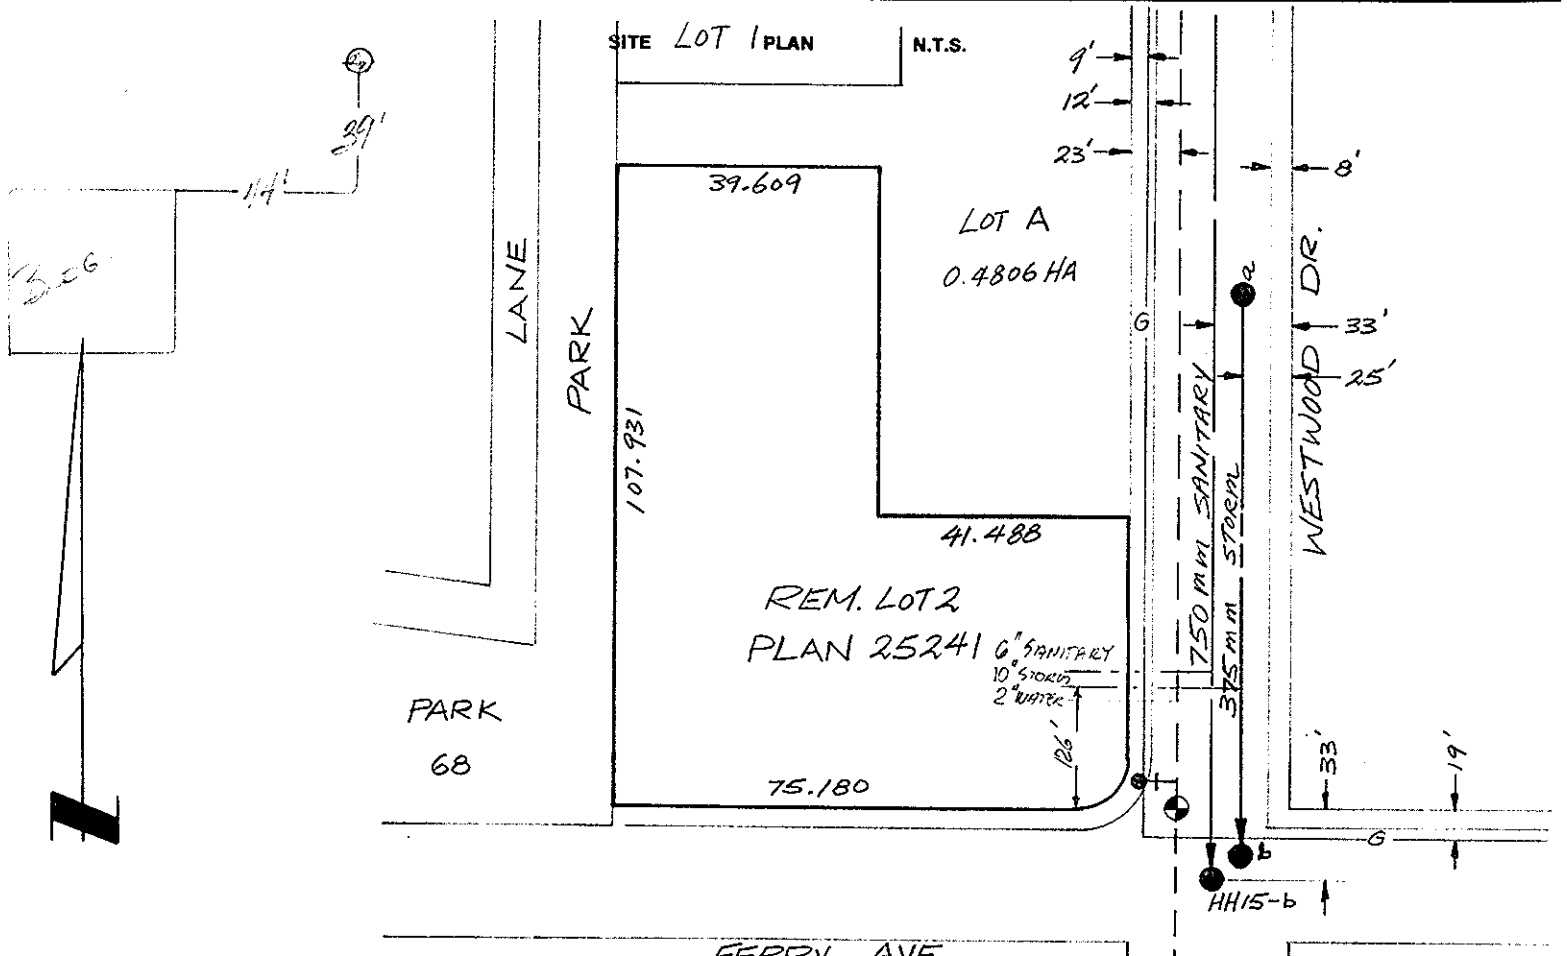 SITE LOT 1 PLAN N.T.S.
39'
44'
LANE
PARK
39.609
107.931
LOT A
0.4806 HA
41.488
REM. LOT 2
PLAN 25241
6" SANITARY
10" STORM
2" WATER
126'
75.180
PARK
68
9'
12'
23'
8'
G
a
33'
25'
WESTWOOD DR.
750 mm SANITARY
375 mm STORM
33'
19'
G
b
HH15-b
FERRY AVE